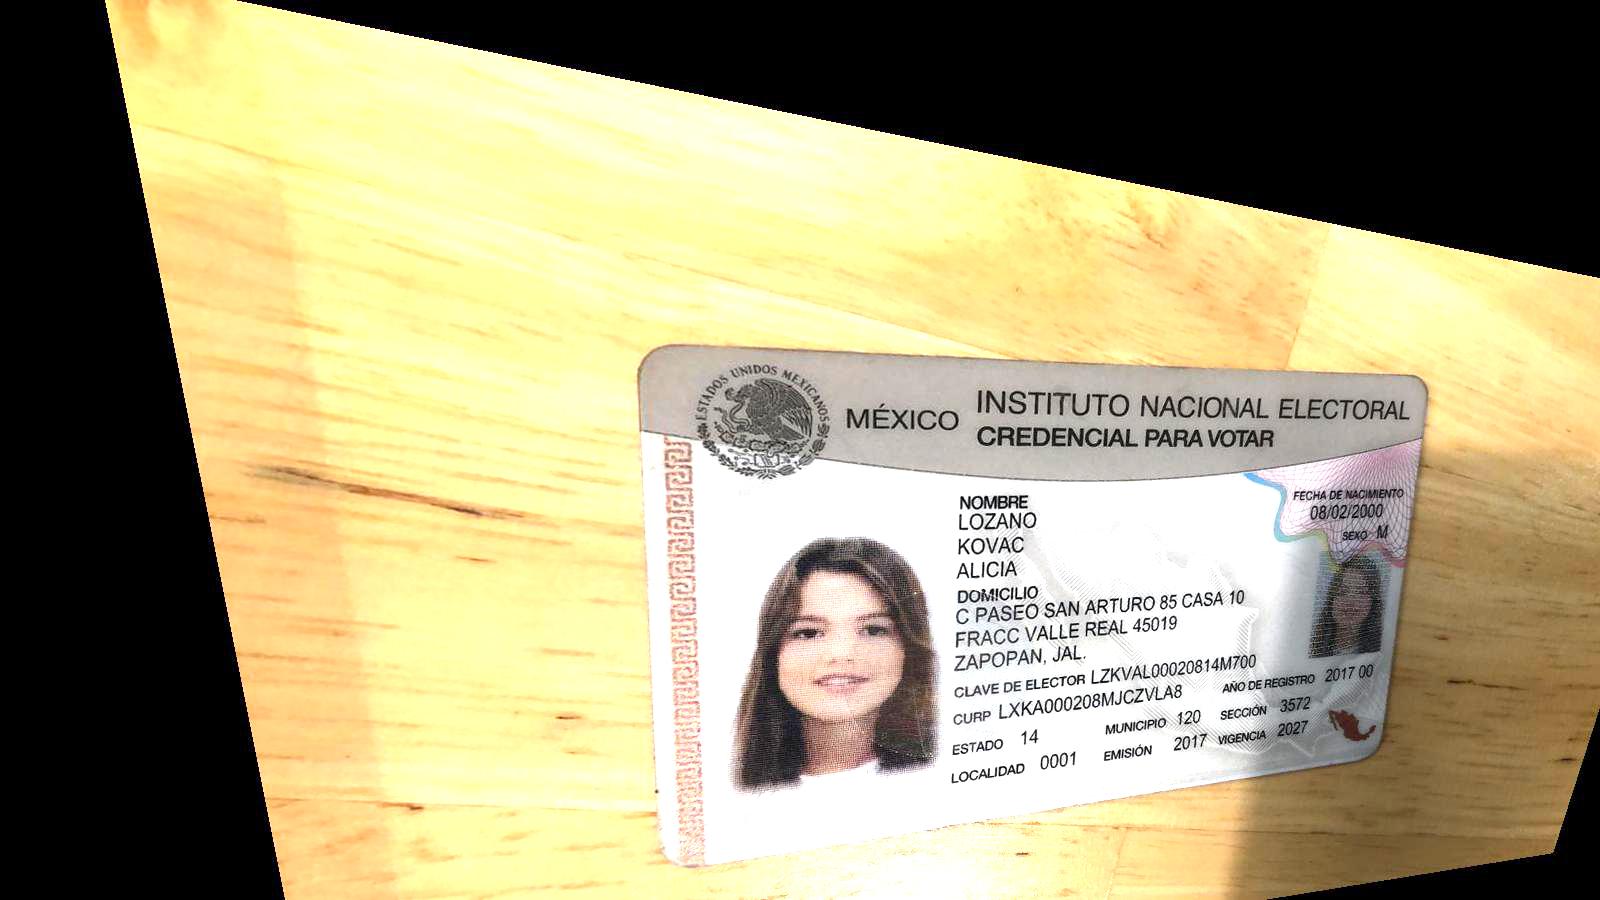 ESTADOS UNIDOS MEXICANOS
MÉXICO
INSTITUTO NACIONAL ELECTORAL
CREDENCIAL PARA VOTAR
NOMBRE
LOZANO
KOVAC
ALICIA
FECHA DE NACIMIENTO
08/02/2000
SEXO M
DOMICILIO
C PASEO SAN ARTURO 85 CASA 10
FRACC VALLE REAL 45019
ZAPOPAN, JAL.
CLAVE DE ELECTOR LZKVAL00020814M700
CURP LXKA000208MJCZVLA8 AÑO DE REGISTRO 2017 00
ESTADO 14 MUNICIPIO 120 SECCIÓN 3572
LOCALIDAD 0001 EMISIÓN 2017 VIGENCIA 2027